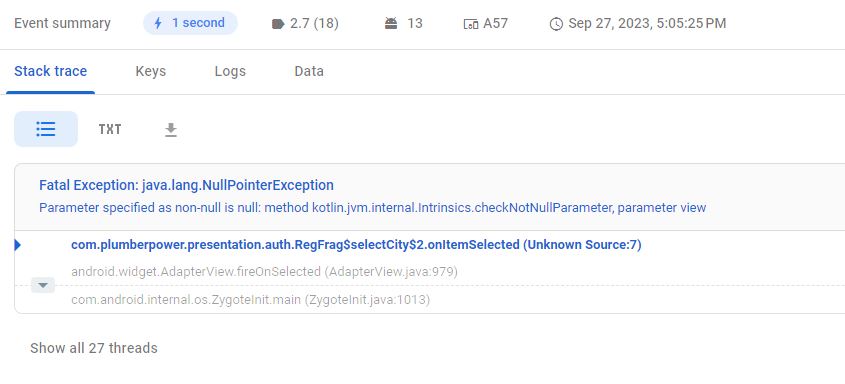 Event summary 1 second 2.7 (18) 13 A57 Sep 27, 2023, 5:05:25 PM
Stack trace Keys Logs Data
TXT
Fatal Exception: java.lang.NullPointerException
Parameter specified as non-null is null: method kotlin.jvm.internal.Intrinsics.checkNotNullParameter, parameter view
com.plumberpower.presentation.auth.RegFrag$selectCity$2.onItemSelected (Unknown Source:7)
android.widget.AdapterView.fireOnSelected (AdapterView.java:979)
com.android.internal.os.ZygoteInit.main (ZygoteInit.java:1013)
Show all 27 threads